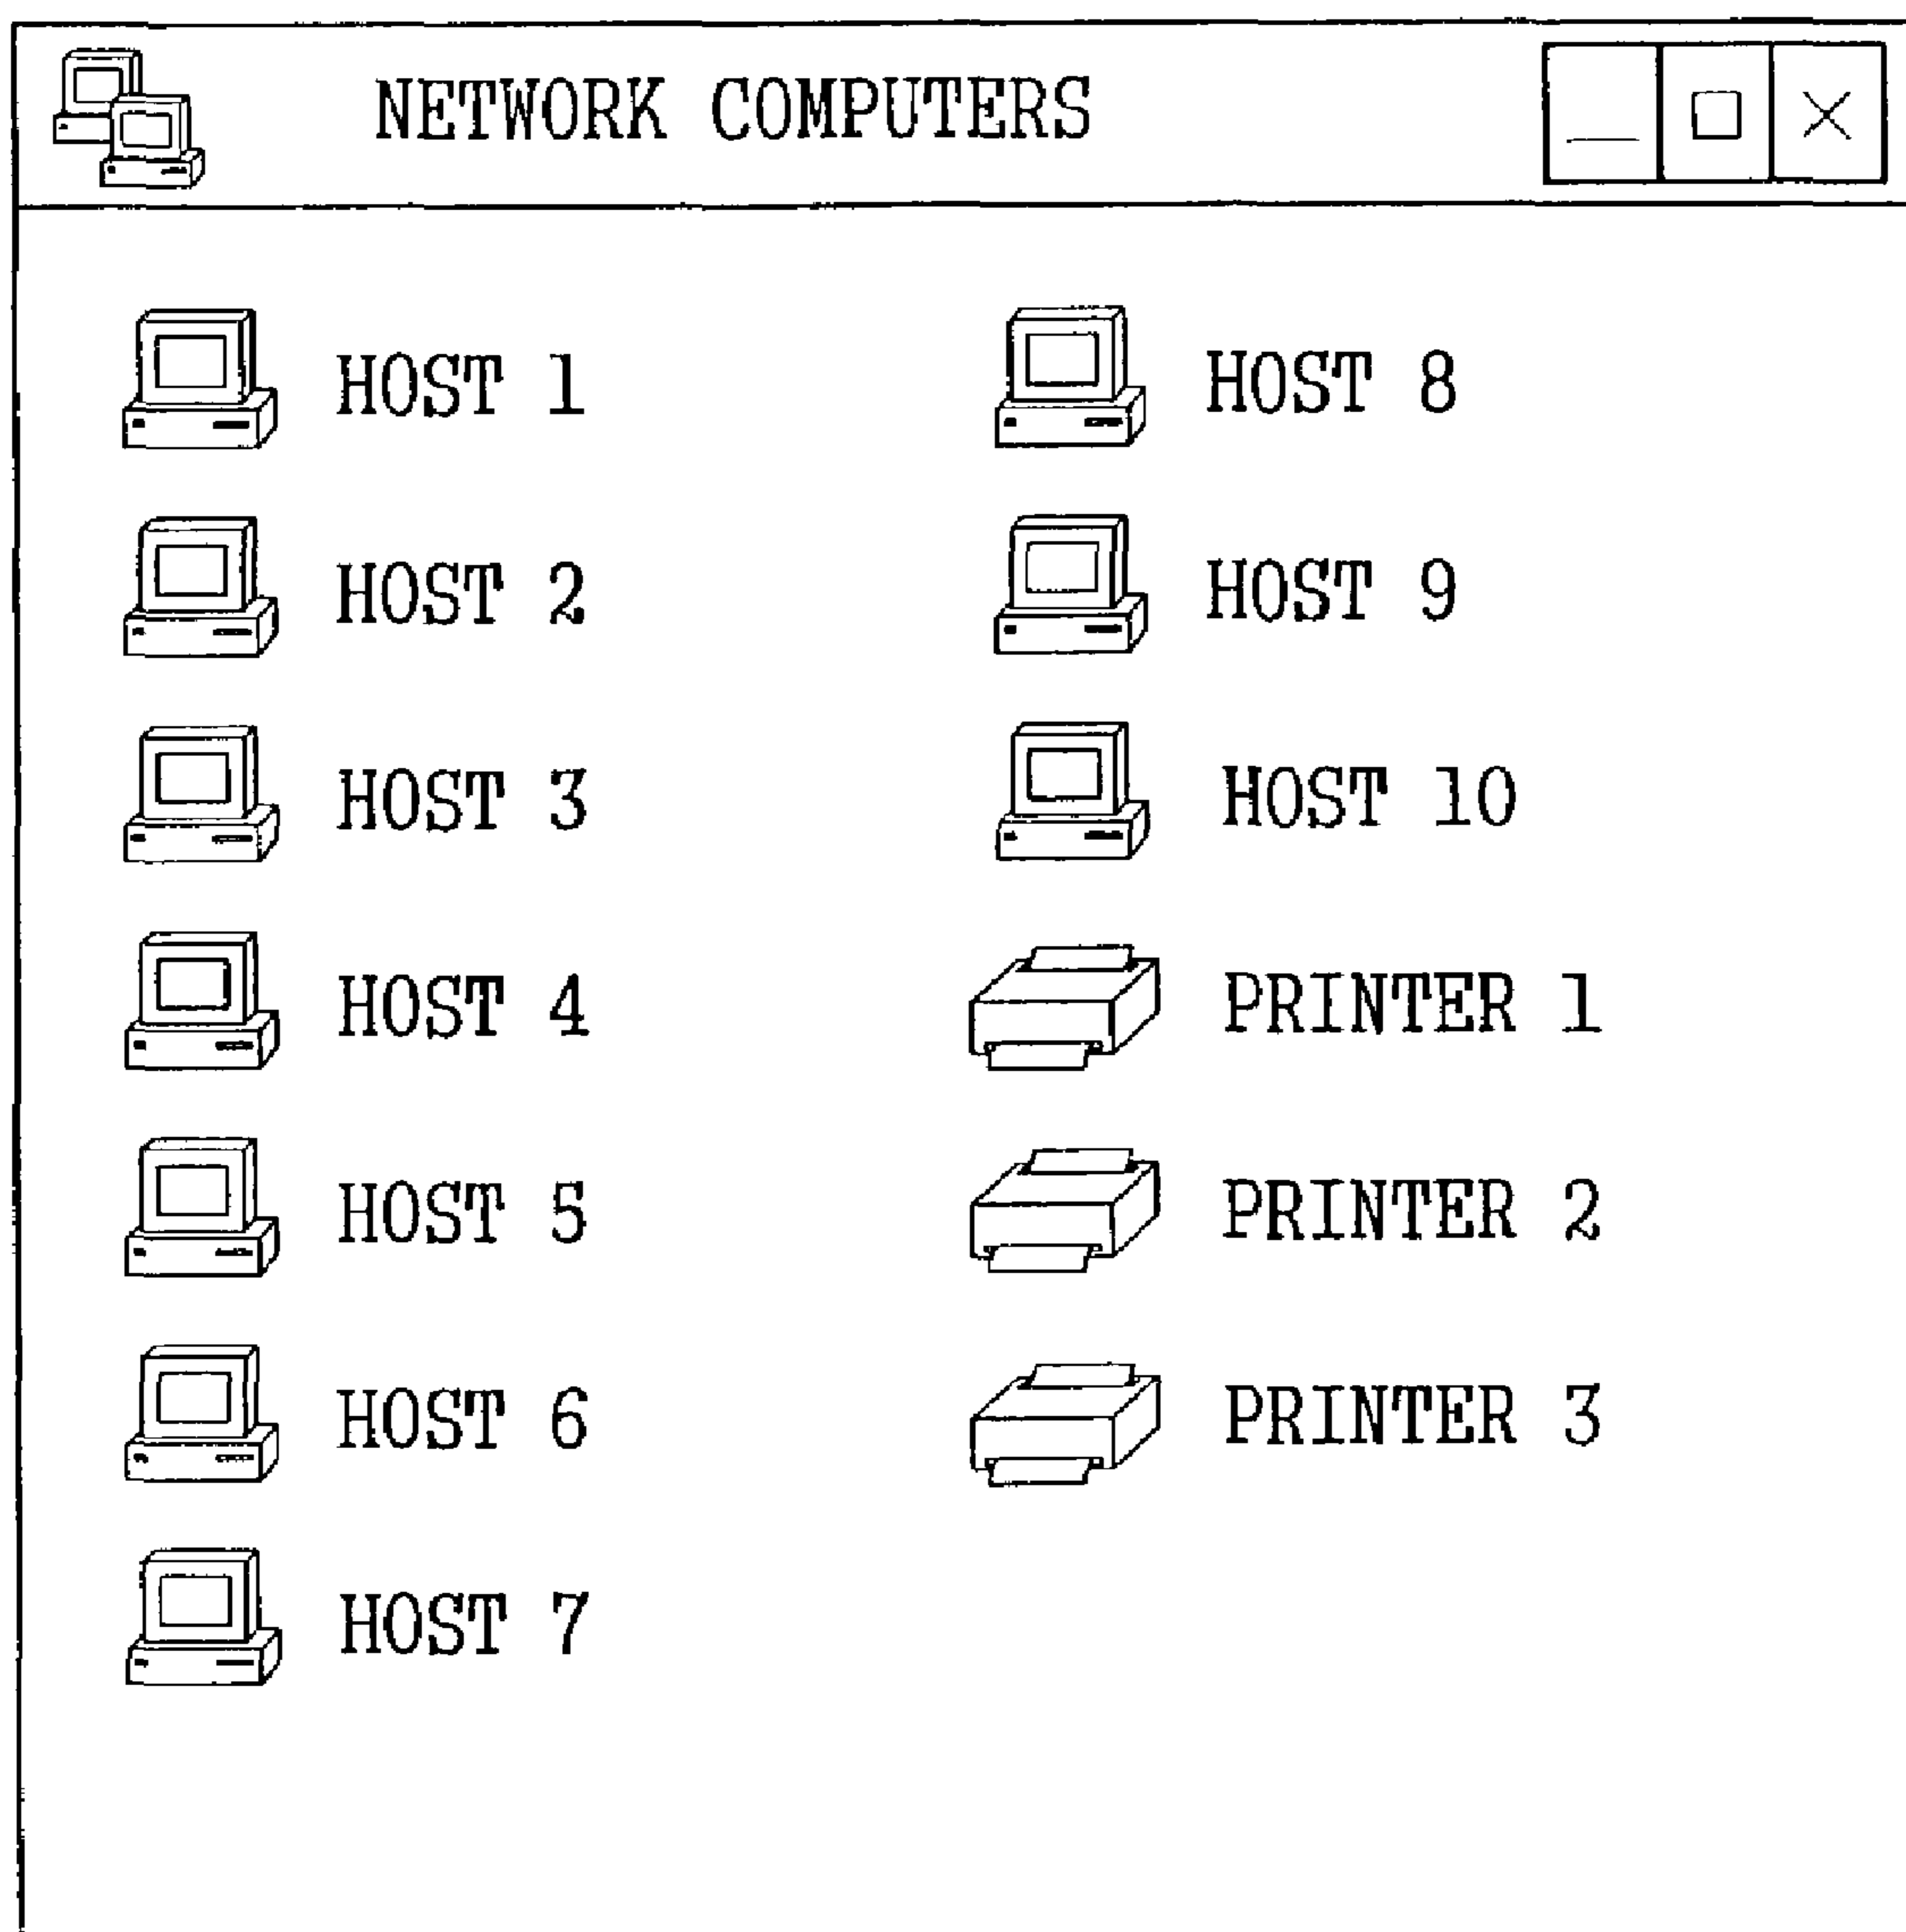 NETWORK COMPUTERS
HOST 1
HOST 2
HOST 3
HOST 4
HOST 5
HOST 6
HOST 7
HOST 8
HOST 9
HOST 10
PRINTER 1
PRINTER 2
PRINTER 3